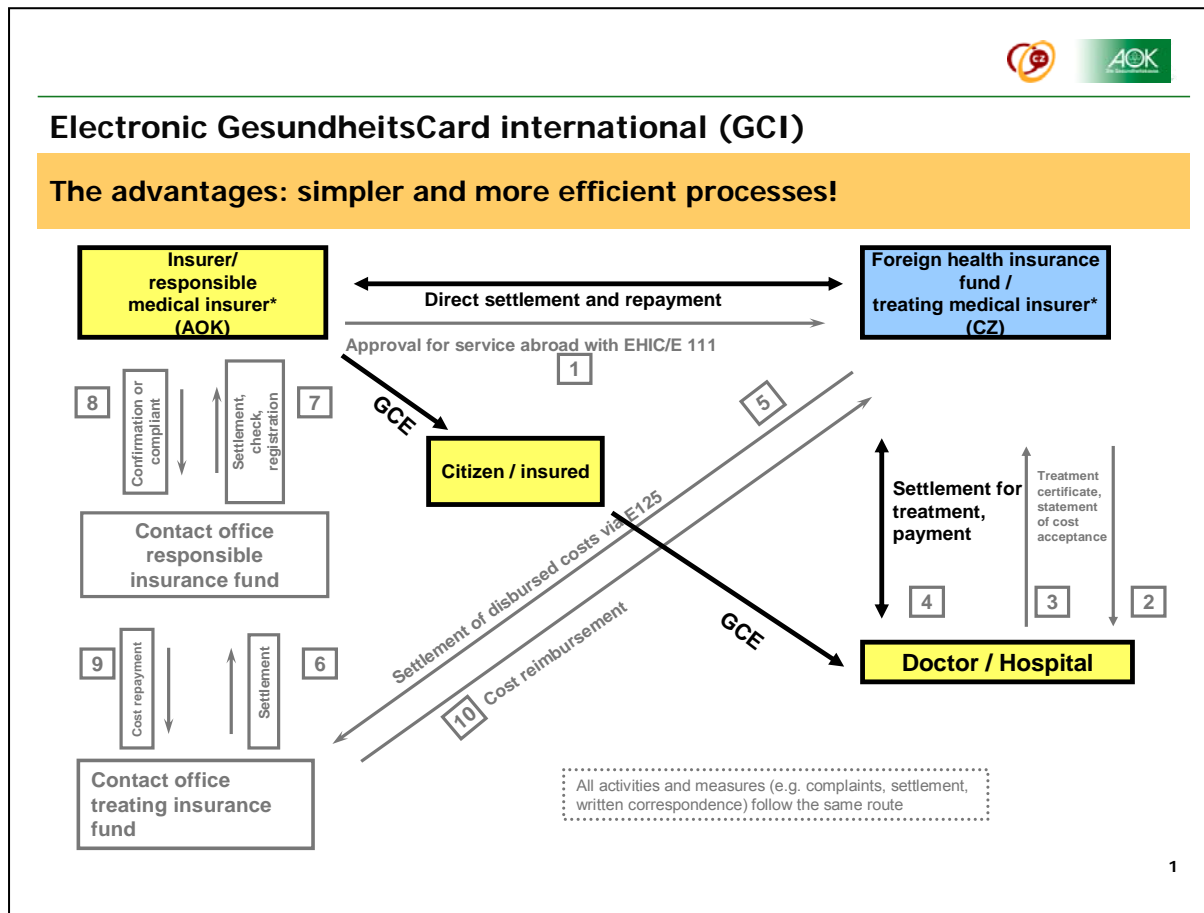 CZ
AOK
Die Gesundheitskasse
Electronic GesundheitsCard international (GCI)
The advantages: simpler and more efficient processes!
Insurer/
responsible
medical insurer*
(AOK)
Foreign health insurance
fund /
treating medical insurer*
(CZ)
Direct settlement and repayment
Approval for service abroad with EHIC/E 111
1
8
Confirmation or
compliant
Settlement,
check,
registration
7
GCE
5
Citizen / insured
Settlement for
treatment,
payment
Treatment
certificate,
statement
of cost
acceptance
Contact office
responsible
insurance fund
Settlement of disbursed costs via E125
4
3
2
GCE
Doctor / Hospital
9
Cost repayment
Settlement
6
10
Cost reimbursement
Contact office
treating insurance
fund
All activities and measures (e.g. complaints, settlement,
written correspondence) follow the same route
1